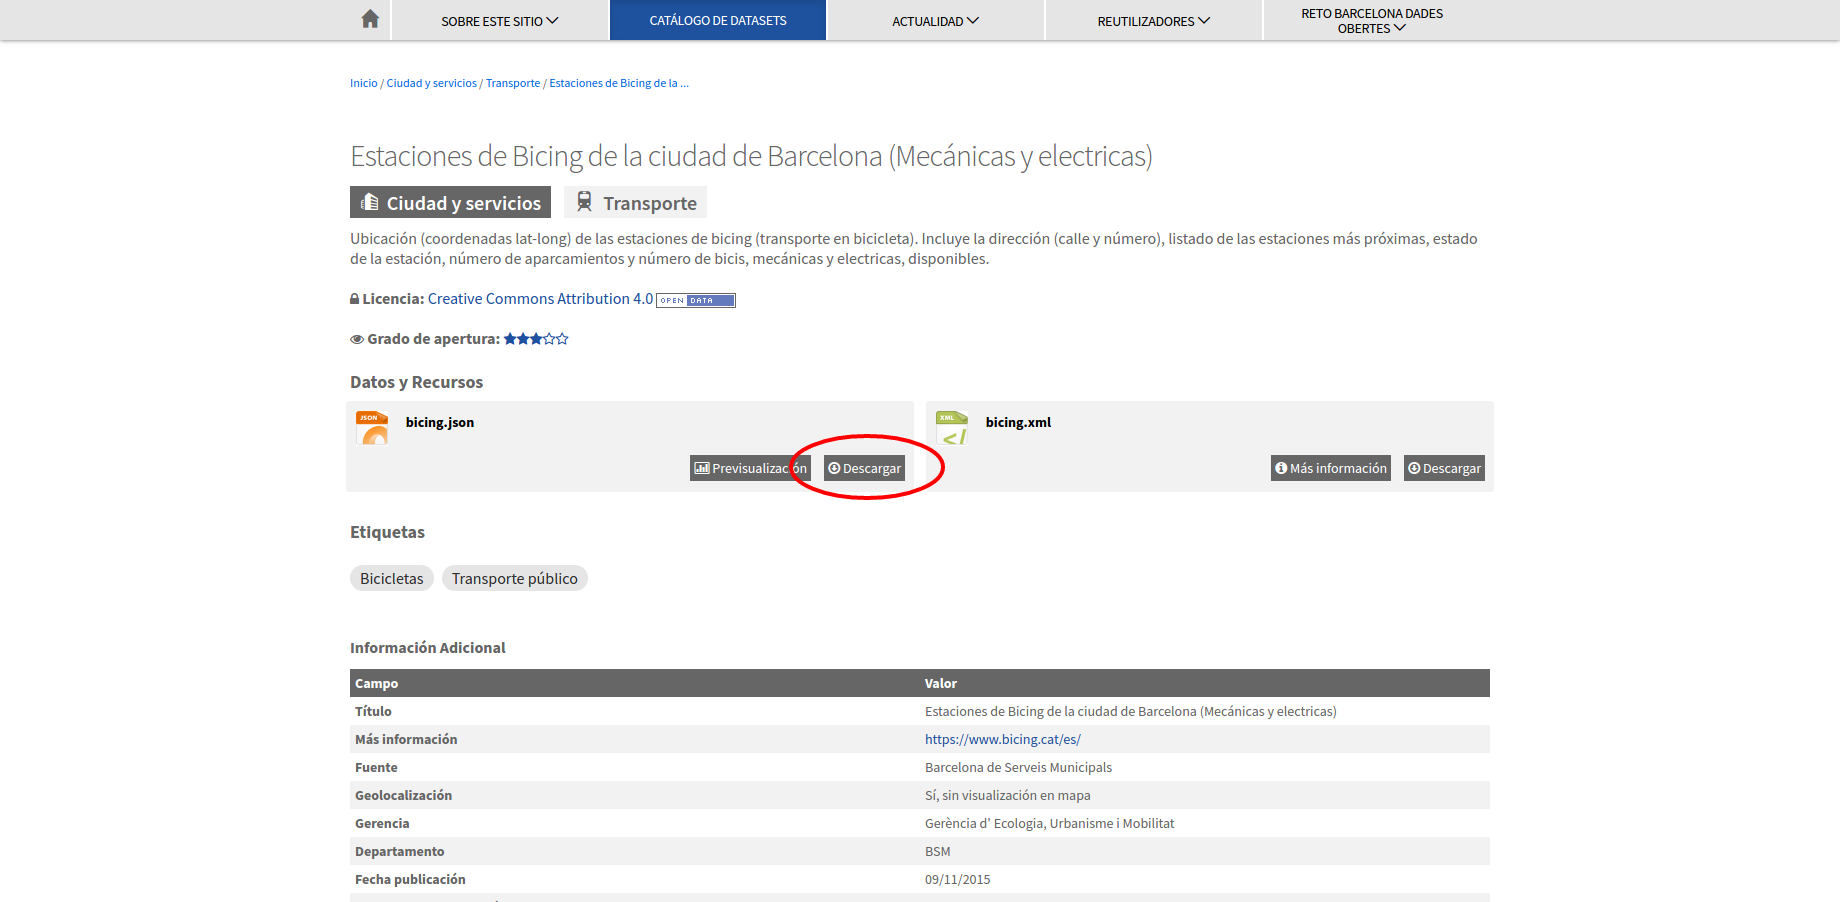 SOBRE ESTE SITIO
CATÁLOGO DE DATASETS
ACTUALIDAD
REUTILIZADORES
RETO BARCELONA DADES
OBERTES
Inicio / Ciudad y servicios / Transporte / Estaciones de Bicing de la ...
Estaciones de Bicing de la ciudad de Barcelona (Mecánicas y electricas)
Ciudad y servicios
Transporte
Ubicación (coordenadas lat-long) de las estaciones de bicing (transporte en bicicleta). Incluye la dirección (calle y número), listado de las estaciones más próximas, estado
de la estación, número de aparcamientos y número de bicis, mecánicas y electricas, disponibles.
Licencia: Creative Commons Attribution 4.0 OPEN DATA
Grado de apertura:
Datos y Recursos
JSON
bicing.json
Previsualización
Descargar
XML
bicing.xml
Más información
Descargar
Etiquetas
Bicicletas
Transporte público
Información Adicional
Campo Valor
Título Estaciones de Bicing de la ciudad de Barcelona (Mecánicas y electricas)
Más información https://www.bicing.cat/es/
Fuente Barcelona de Serveis Municipals
Geolocalización Sí, sin visualización en mapa
Gerencia Gerència d' Ecologia, Urbanisme i Mobilitat
Departamento BSM
Fecha publicación 09/11/2015